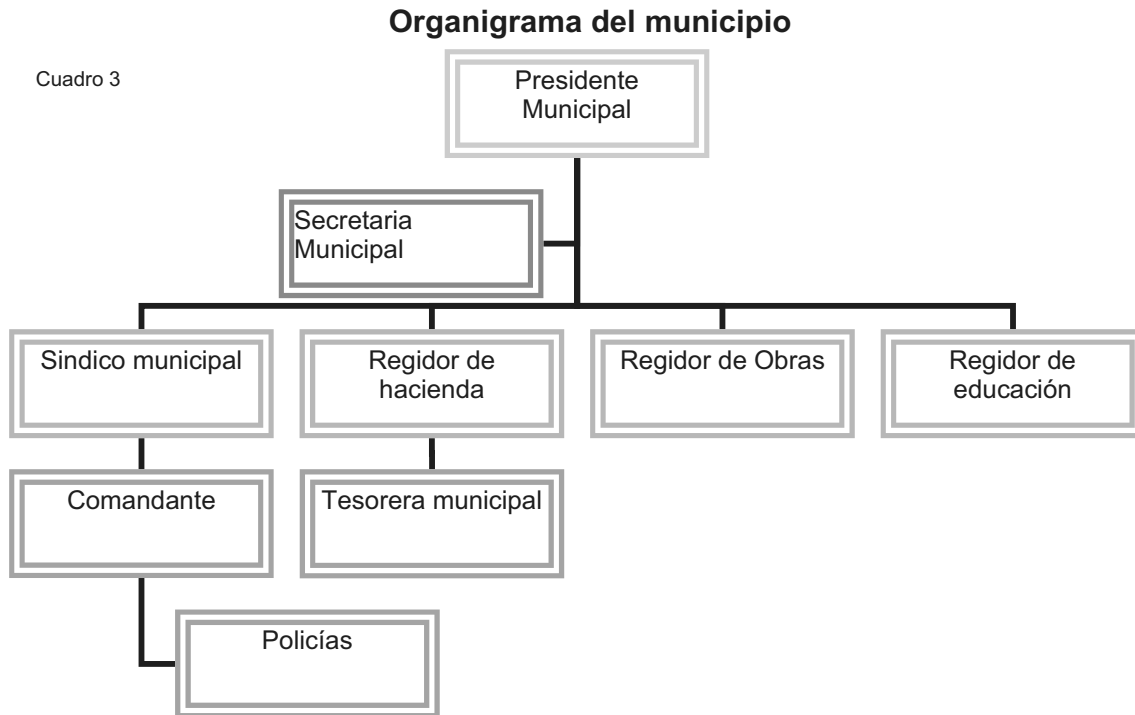 Organigrama del municipio
Cuadro 3
Presidente
Municipal
Secretaria
Municipal
Sindico municipal
Regidor de
hacienda
Regidor de Obras
Regidor de
educación
Comandante
Tesorera municipal
Policías